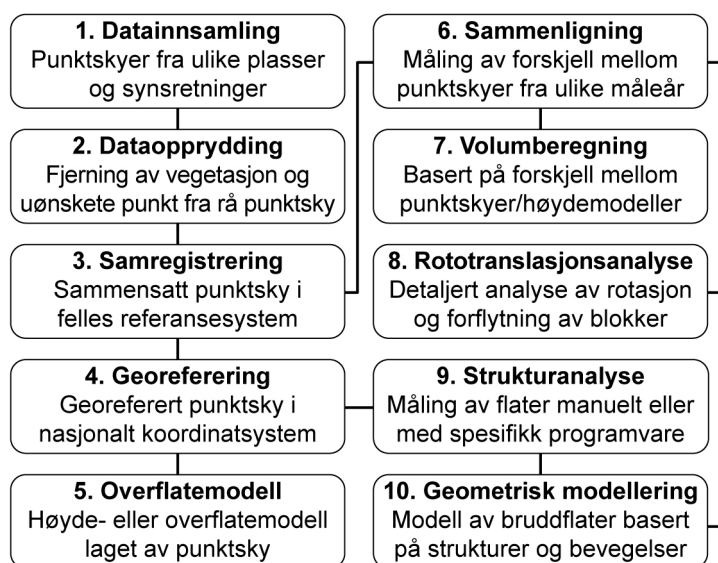 1. Datainnsamling
Punktskyer fra ulike plasser
og synsretninger
2. Dataopprydding
Fjerning av vegetasjon og
uønskete punkt fra rå punktsky
3. Samregistrering
Sammensatt punktsky i
felles referansesystem
4. Georeferering
Georefert punktsky i
nasjonalt koordinatsystem
5. Overflatemodell
Høyde- eller overflatemodell
laget av punktsky
6. Sammenligning
Måling av forskjell mellom
punktskyer fra ulike måleår
7. Volumberegning
Basert på forskjell mellom
punktskyer/høydemodeller
8. Rototranslasjonsanalyse
Detaljert analyse av rotasjon
og forflytning av blokker
9. Strukturanalyse
Måling av flater manuelt eller
med spesifikk programvare
10. Geometrisk modellering
Modell av bruddflater basert
på strukturer og bevegelser